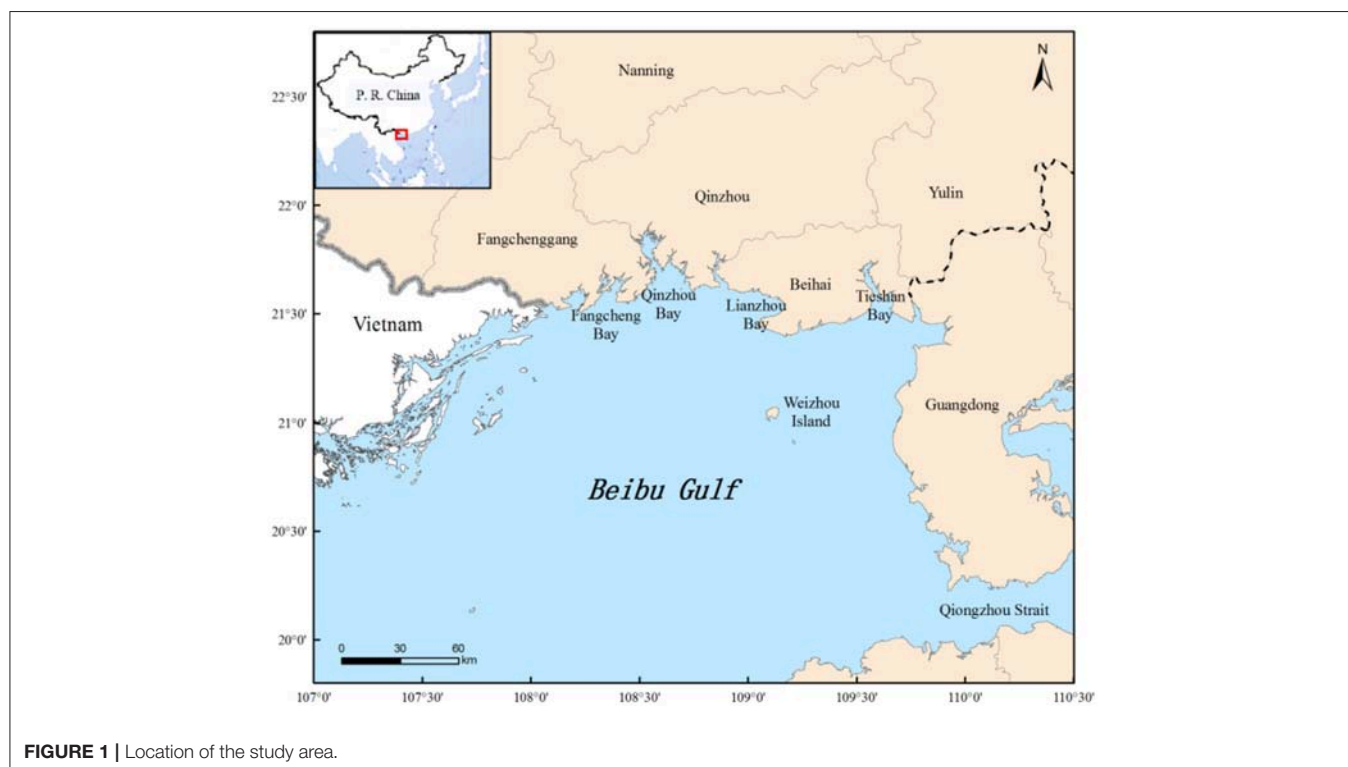 N
P. R. China
Nanning
22°30'
Qinzhou
Yulin
22°0'
Fangchenggang
Beihai
Qinzhou
Bay
Tieshan
Bay
Lianzhou
Bay
Fangcheng
Bay
21°30'
Vietnam
Weizhou
Island
Guangdong
21°0'
Beibu Gulf
20°30'
Qiongzhou Strait
20°0'
0 30 60
km
107°0' 107°30' 108°0' 108°30' 109°0' 109°30' 110°0' 110°30'
FIGURE 1 | Location of the study area.